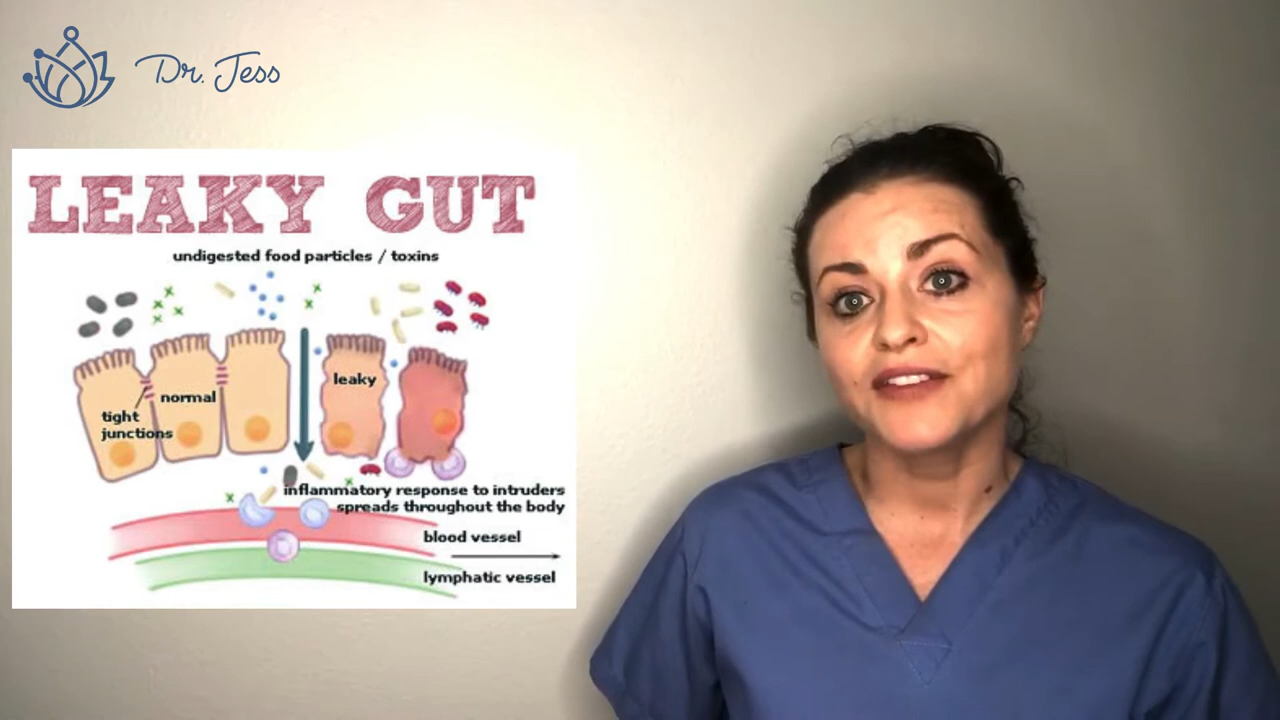 Dr. Jess
LEAKY GUT
undigested food particles / toxins
leaky
normal
tight
junctions
inflammatory response to intruders
spreads throughout the body
blood vessel
lymphatic vessel